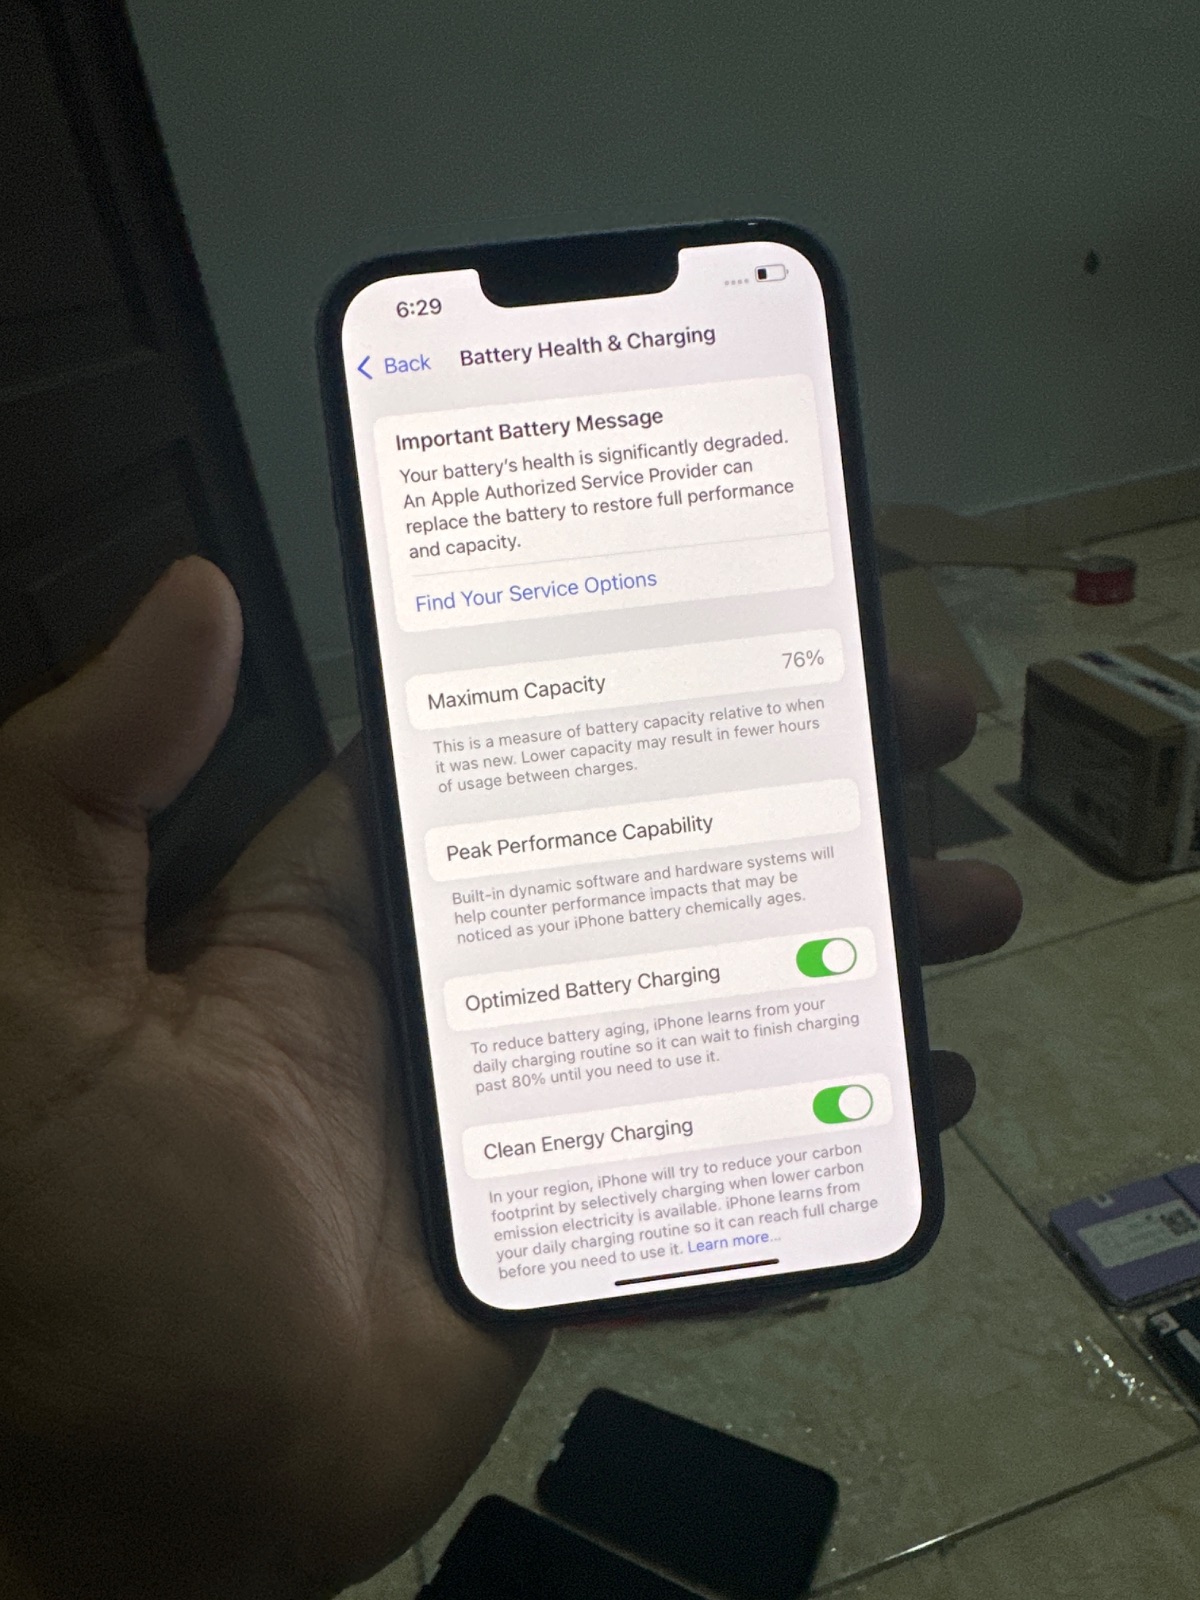 6:29
Back
Battery Health & Charging
Important Battery Message
Your battery's health is significantly degraded.
An Apple Authorized Service Provider can
replace the battery to restore full performance
and capacity.
Find Your Service Options
Maximum Capacity
76%
This is a measure of battery capacity relative to when
it was new. Lower capacity may result in fewer hours
of usage between charges.
Peak Performance Capability
Built-in dynamic software and hardware systems will
help counter performance impacts that may be
noticed as your iPhone battery chemically ages.
Optimized Battery Charging
To reduce battery aging, iPhone learns from your
daily charging routine so it can wait to finish charging
past 80% until you need to use it.
Clean Energy Charging
In your region, iPhone will try to reduce your carbon
footprint by selectively charging when lower carbon
emission electricity is available. iPhone learns from
your daily charging routine so it can reach full charge
before you need to use it. Learn more...